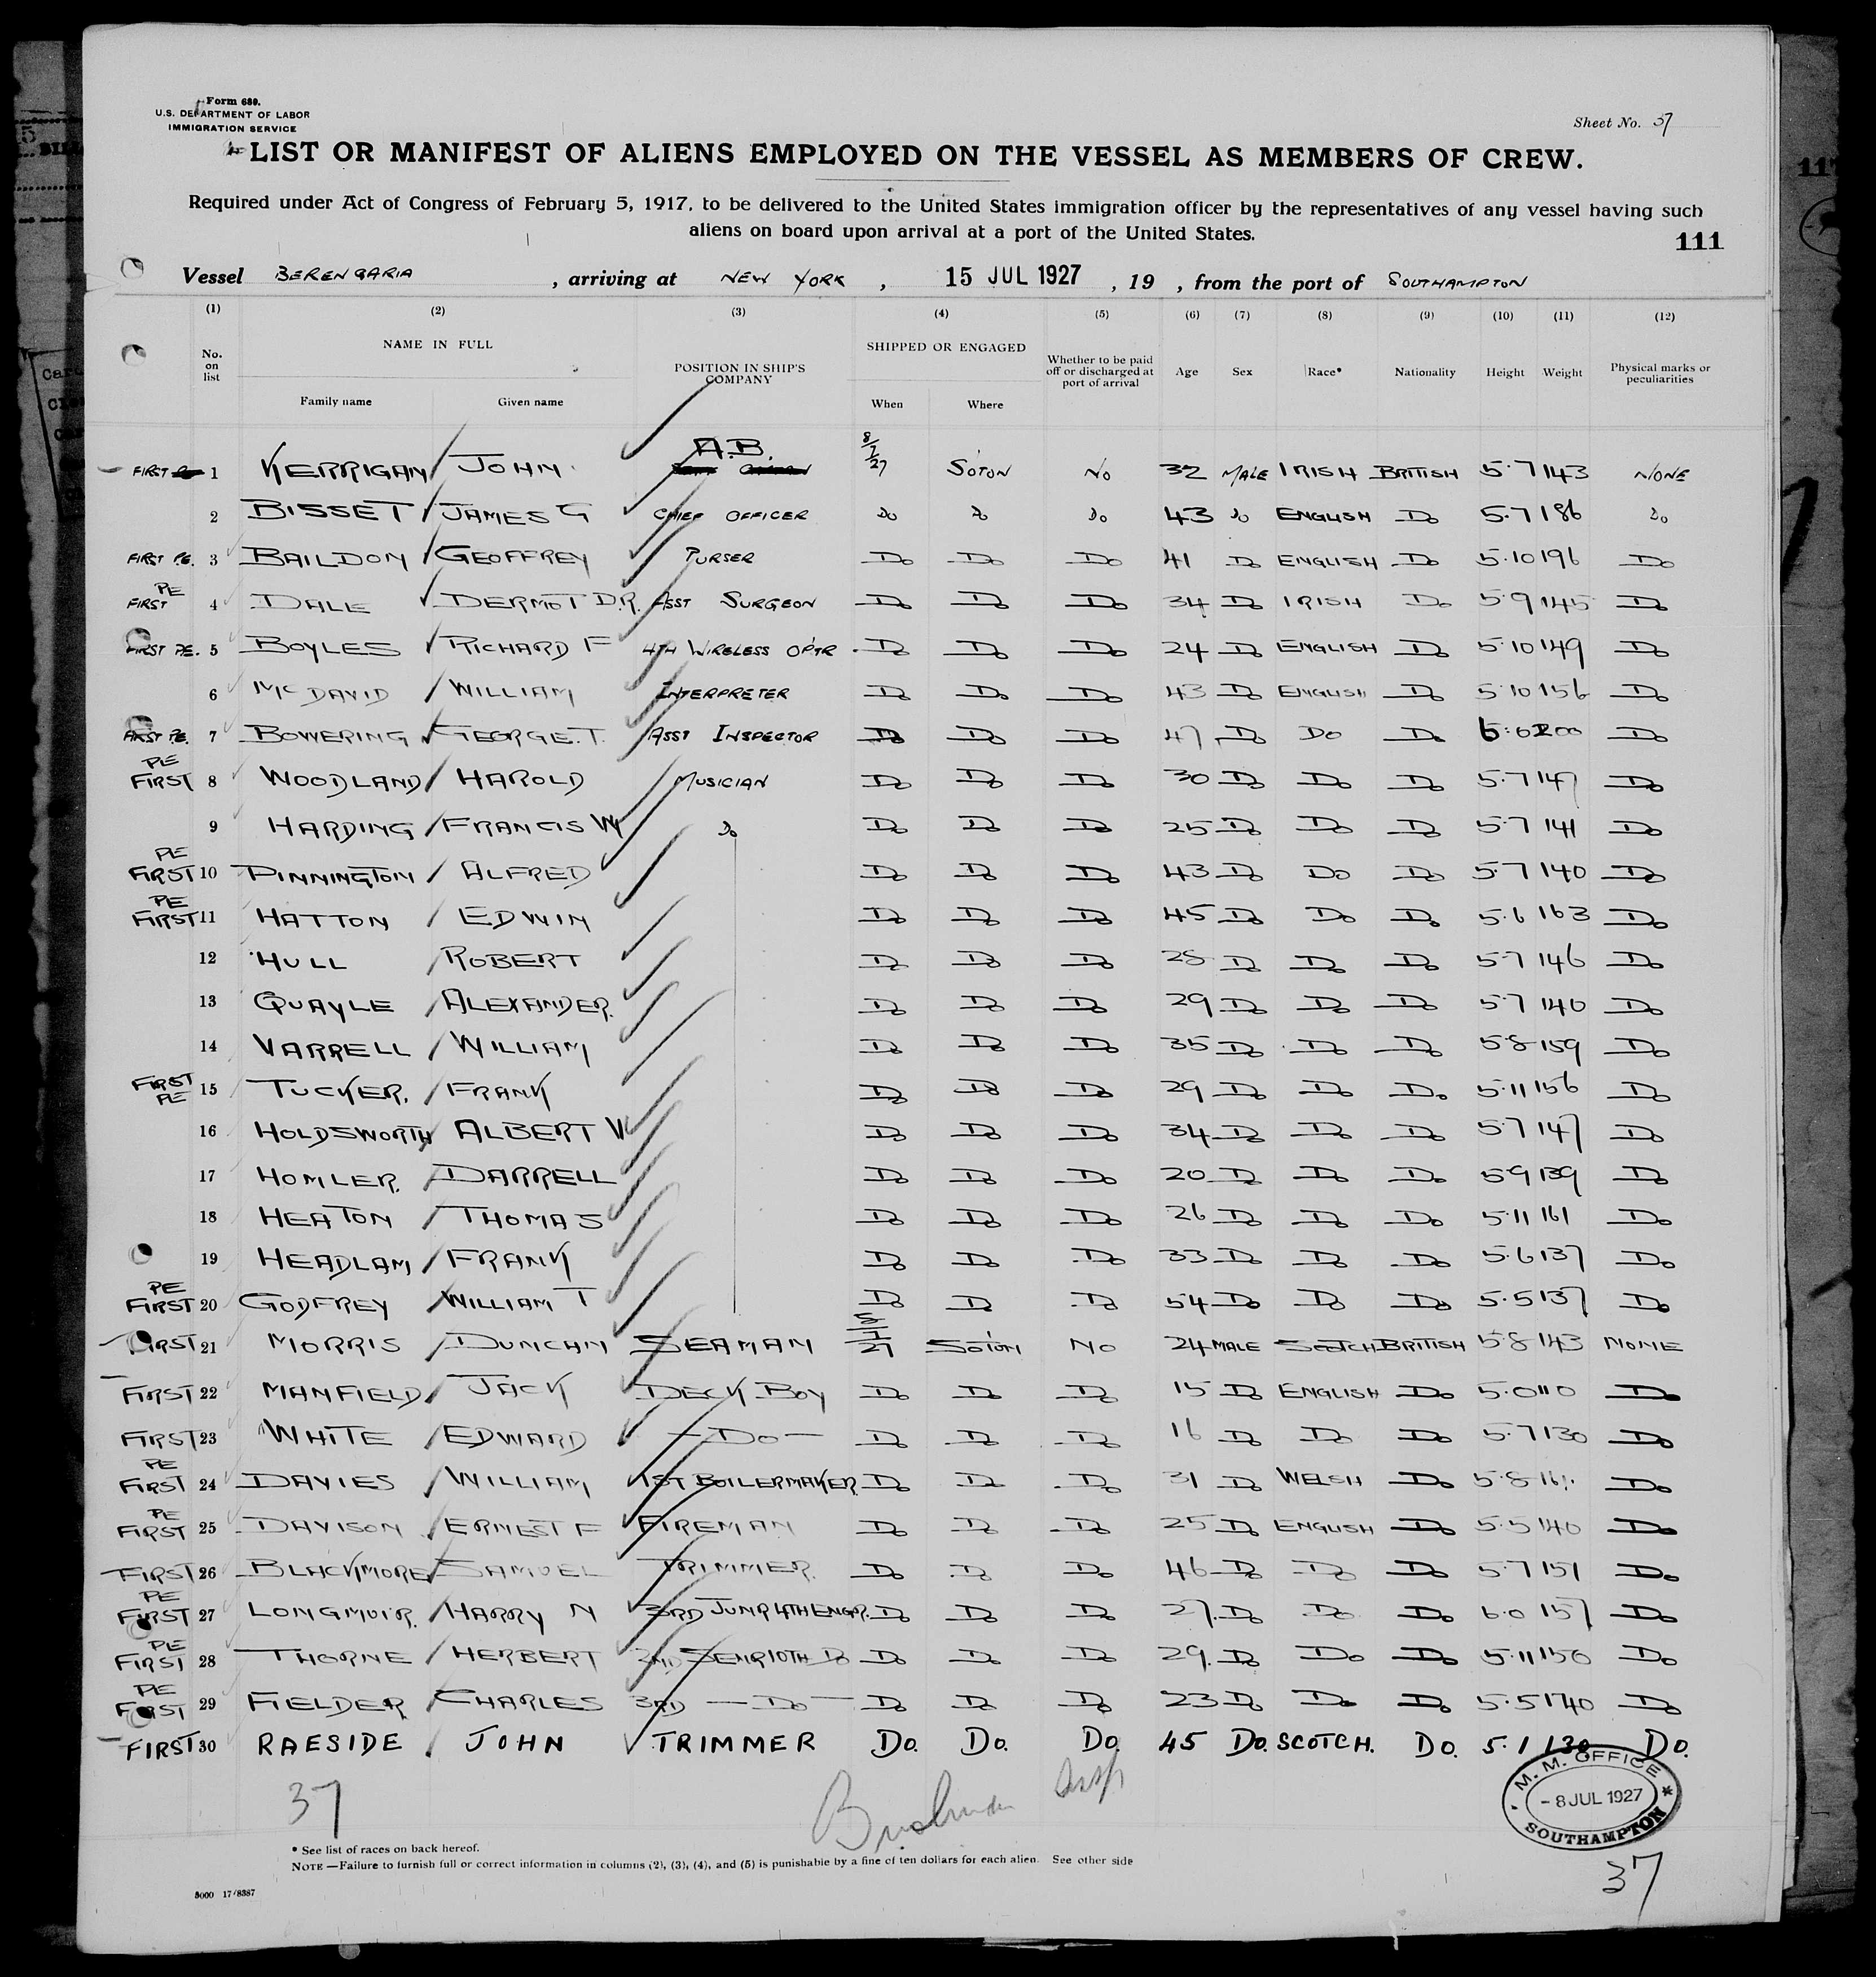 Form 689.
U.S. DEPARTMENT OF LABOR
IMMIGRATION SERVICE
Sheet No. 37
LIST OR MANIFEST OF ALIENS EMPLOYED ON THE VESSEL AS MEMBERS OF CREW.
Required under Act of Congress of February 5, 1917, to be delivered to the United States immigration officer by the representatives of any vessel having such
aliens on board upon arrival at a port of the United States.
111
Vessel BERENGARIA, arriving at NEW YORK, 15 JUL 1927, 19 , from the port of SOUTHAMPTON
(1) (2) (3) (4) (5) (6) (7) (8) (9) (10) (11) (12)
No. on list NAME IN FULL POSITION IN SHIP'S COMPANY SHIPPED OR ENGAGED Whether to be paid off or discharged at port of arrival Age Sex Race* Nationality Height Weight Physical marks or peculiarities
Family name Given name When Where
FIRST 1 KERRIGAN JOHN A.B. 8/7/27 SOTON NO 32 MALE IRISH BRITISH 5.7 143 NONE
2 BISSET JAMES G CHIEF OFFICER Do Do Do 43 Do ENGLISH Do 5.7 186 Do
FIRST P.E. 3 BAILDON GEOFFREY PURSER Do Do Do 41 Do ENGLISH Do 5.10 196 Do
PE FIRST 4 DALE DERMOT D.R. ASST SURGEON Do Do Do 34 Do IRISH Do 5.9 145 Do
FIRST P.E. 5 BOYLES RICHARD F 4TH WIRELESS OPTR Do Do Do 24 Do ENGLISH Do 5.10 149 Do
6 McDAVID WILLIAM INTERPRETER Do Do Do 43 Do ENGLISH Do 5.10 156 Do
FIRST P.E. 7 BOWERING GEORGE.T. ASST INSPECTOR Do Do Do 47 Do Do Do 6.0 200 Do
PE FIRST 8 WOODLAND HAROLD MUSICIAN Do Do Do 30 Do Do Do 5.7 147 Do
9 HARDING FRANCIS W Do Do Do Do 25 Do Do Do 5.7 141 Do
PE FIRST 10 PINNINGTON ALFRED Do Do Do 43 Do Do Do 5.7 140 Do
PE FIRST 11 HATTON EDWIN Do Do Do 45 Do Do Do 5.6 163 Do
12 HULL ROBERT Do Do Do 28 Do Do Do 5.7 146 Do
13 QUAYLE ALEXANDER. Do Do Do 29 Do Do Do 5.7 140 Do
14 VARRELL WILLIAM Do Do Do 35 Do Do Do 5.8 159 Do
FIRST PE 15 TUCKER. FRANK Do Do Do 29 Do Do Do 5.11 156 Do
16 HOLDSWORTH ALBERT W Do Do Do 34 Do Do Do 5.7 147 Do
17 HOMLER. DARRELL Do Do Do 20 Do Do Do 5.9 139 Do
18 HEATON THOMAS Do Do Do 26 Do Do Do 5.11 161 Do
19 HEADLAM FRANK Do Do Do 33 Do Do Do 5.6 137 Do
PE FIRST 20 GODFREY WILLIAM T Do Do Do 54 Do Do Do 5.5 137 Do
FIRST 21 MORRIS DUNCAN SEAMAN 8/7/27 SOTON NO 24 MALE SCOTCH BRITISH 5.8 143 NONE
FIRST 22 MANFIELD JACK DECK BOY Do Do Do 15 Do ENGLISH Do 5.0 110 Do
FIRST 23 WHITE EDWARD Do Do Do Do 16 Do Do Do 5.7 130 Do
PE FIRST 24 DAVIES WILLIAM 1ST BOILERMAKER Do Do Do 31 Do WELSH Do 5.8 Do
PE FIRST 25 DAVISON ERNEST F FIREMAN Do Do Do 25 Do ENGLISH Do 5.5 140 Do
FIRST 26 BLACKMORE SAMUEL TRIMMER. Do Do Do 46 Do Do Do 5.7 151 Do
PE FIRST 27 LONGMUIR. HARRY N 3RD JUNR 4TH ENGR. Do Do Do 27. Do Do Do 6.0 157 Do
PE FIRST 28 THORNE HERBERT 2ND SENR 10TH Do Do Do Do 29. Do Do Do 5.11 150 Do
PE FIRST 29 FIELDER CHARLES 3RD Do Do Do Do 23 Do Do Do 5.5 140 Do
FIRST 30 RAESIDE JOHN TRIMMER Do. Do. Do. 45 Do. SCOTCH. Do. 5.1 130 Do.
37
M. M. OFFICE
- 8 JUL 1927
SOUTHAMPTON
* See list of races on back hereof.
NOTE —Failure to furnish full or correct information in columns (2), (3), (4), and (5) is punishable by a fine of ten dollars for each alien. See other side
37
5000 17/8387